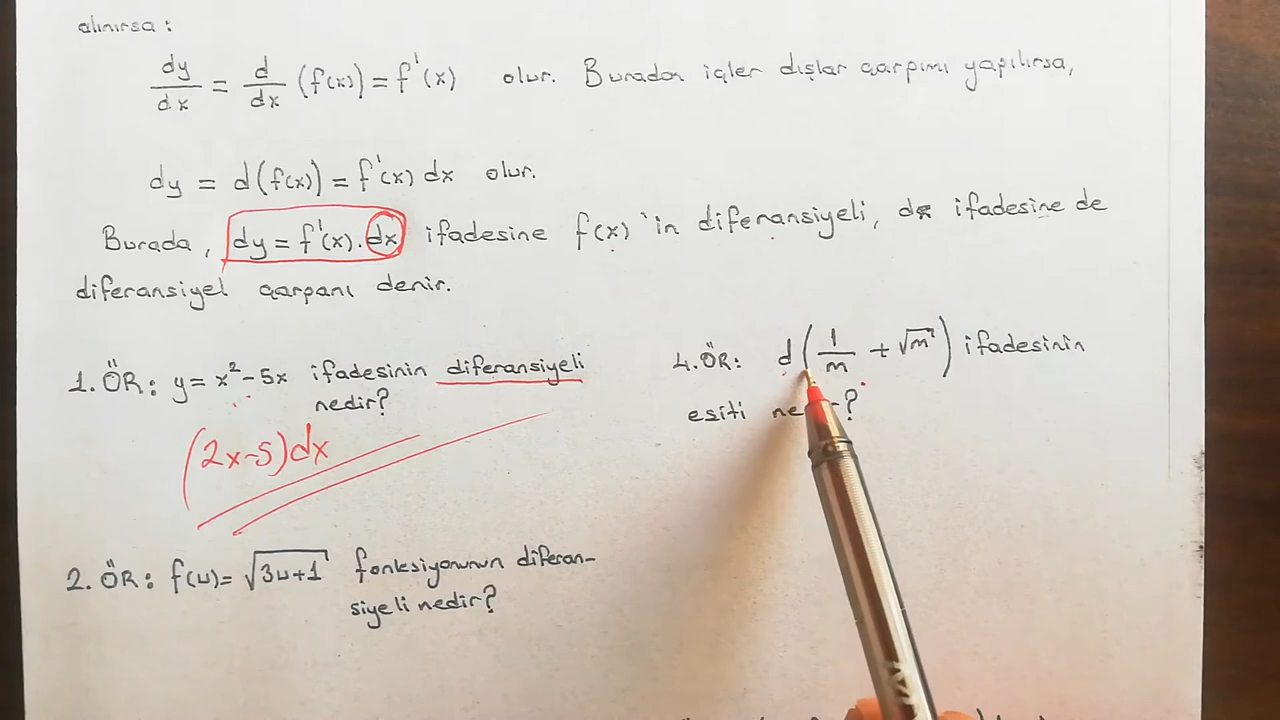 alınırsa :
dy/dx = d/dx (f(x)) = f'(x) olur. Buradan içler dışlar çarpımı yapılırsa,
dy = d(f(x)) = f'(x) dx olur.
Burada, dy = f'(x).dx ifadesine f(x)'in diferansiyeli, dx ifadesine de
diferansiyel çarpanı denir.
1. ÖR: y = x² - 5x ifadesinin diferansiyeli
nedir?
(2x-5)dx
2. ÖR: f(u) = √(3u+1) fonksiyonunun diferan-
siyeli nedir?
4. ÖR: d(1/m + √m) ifadesinin
eşiti